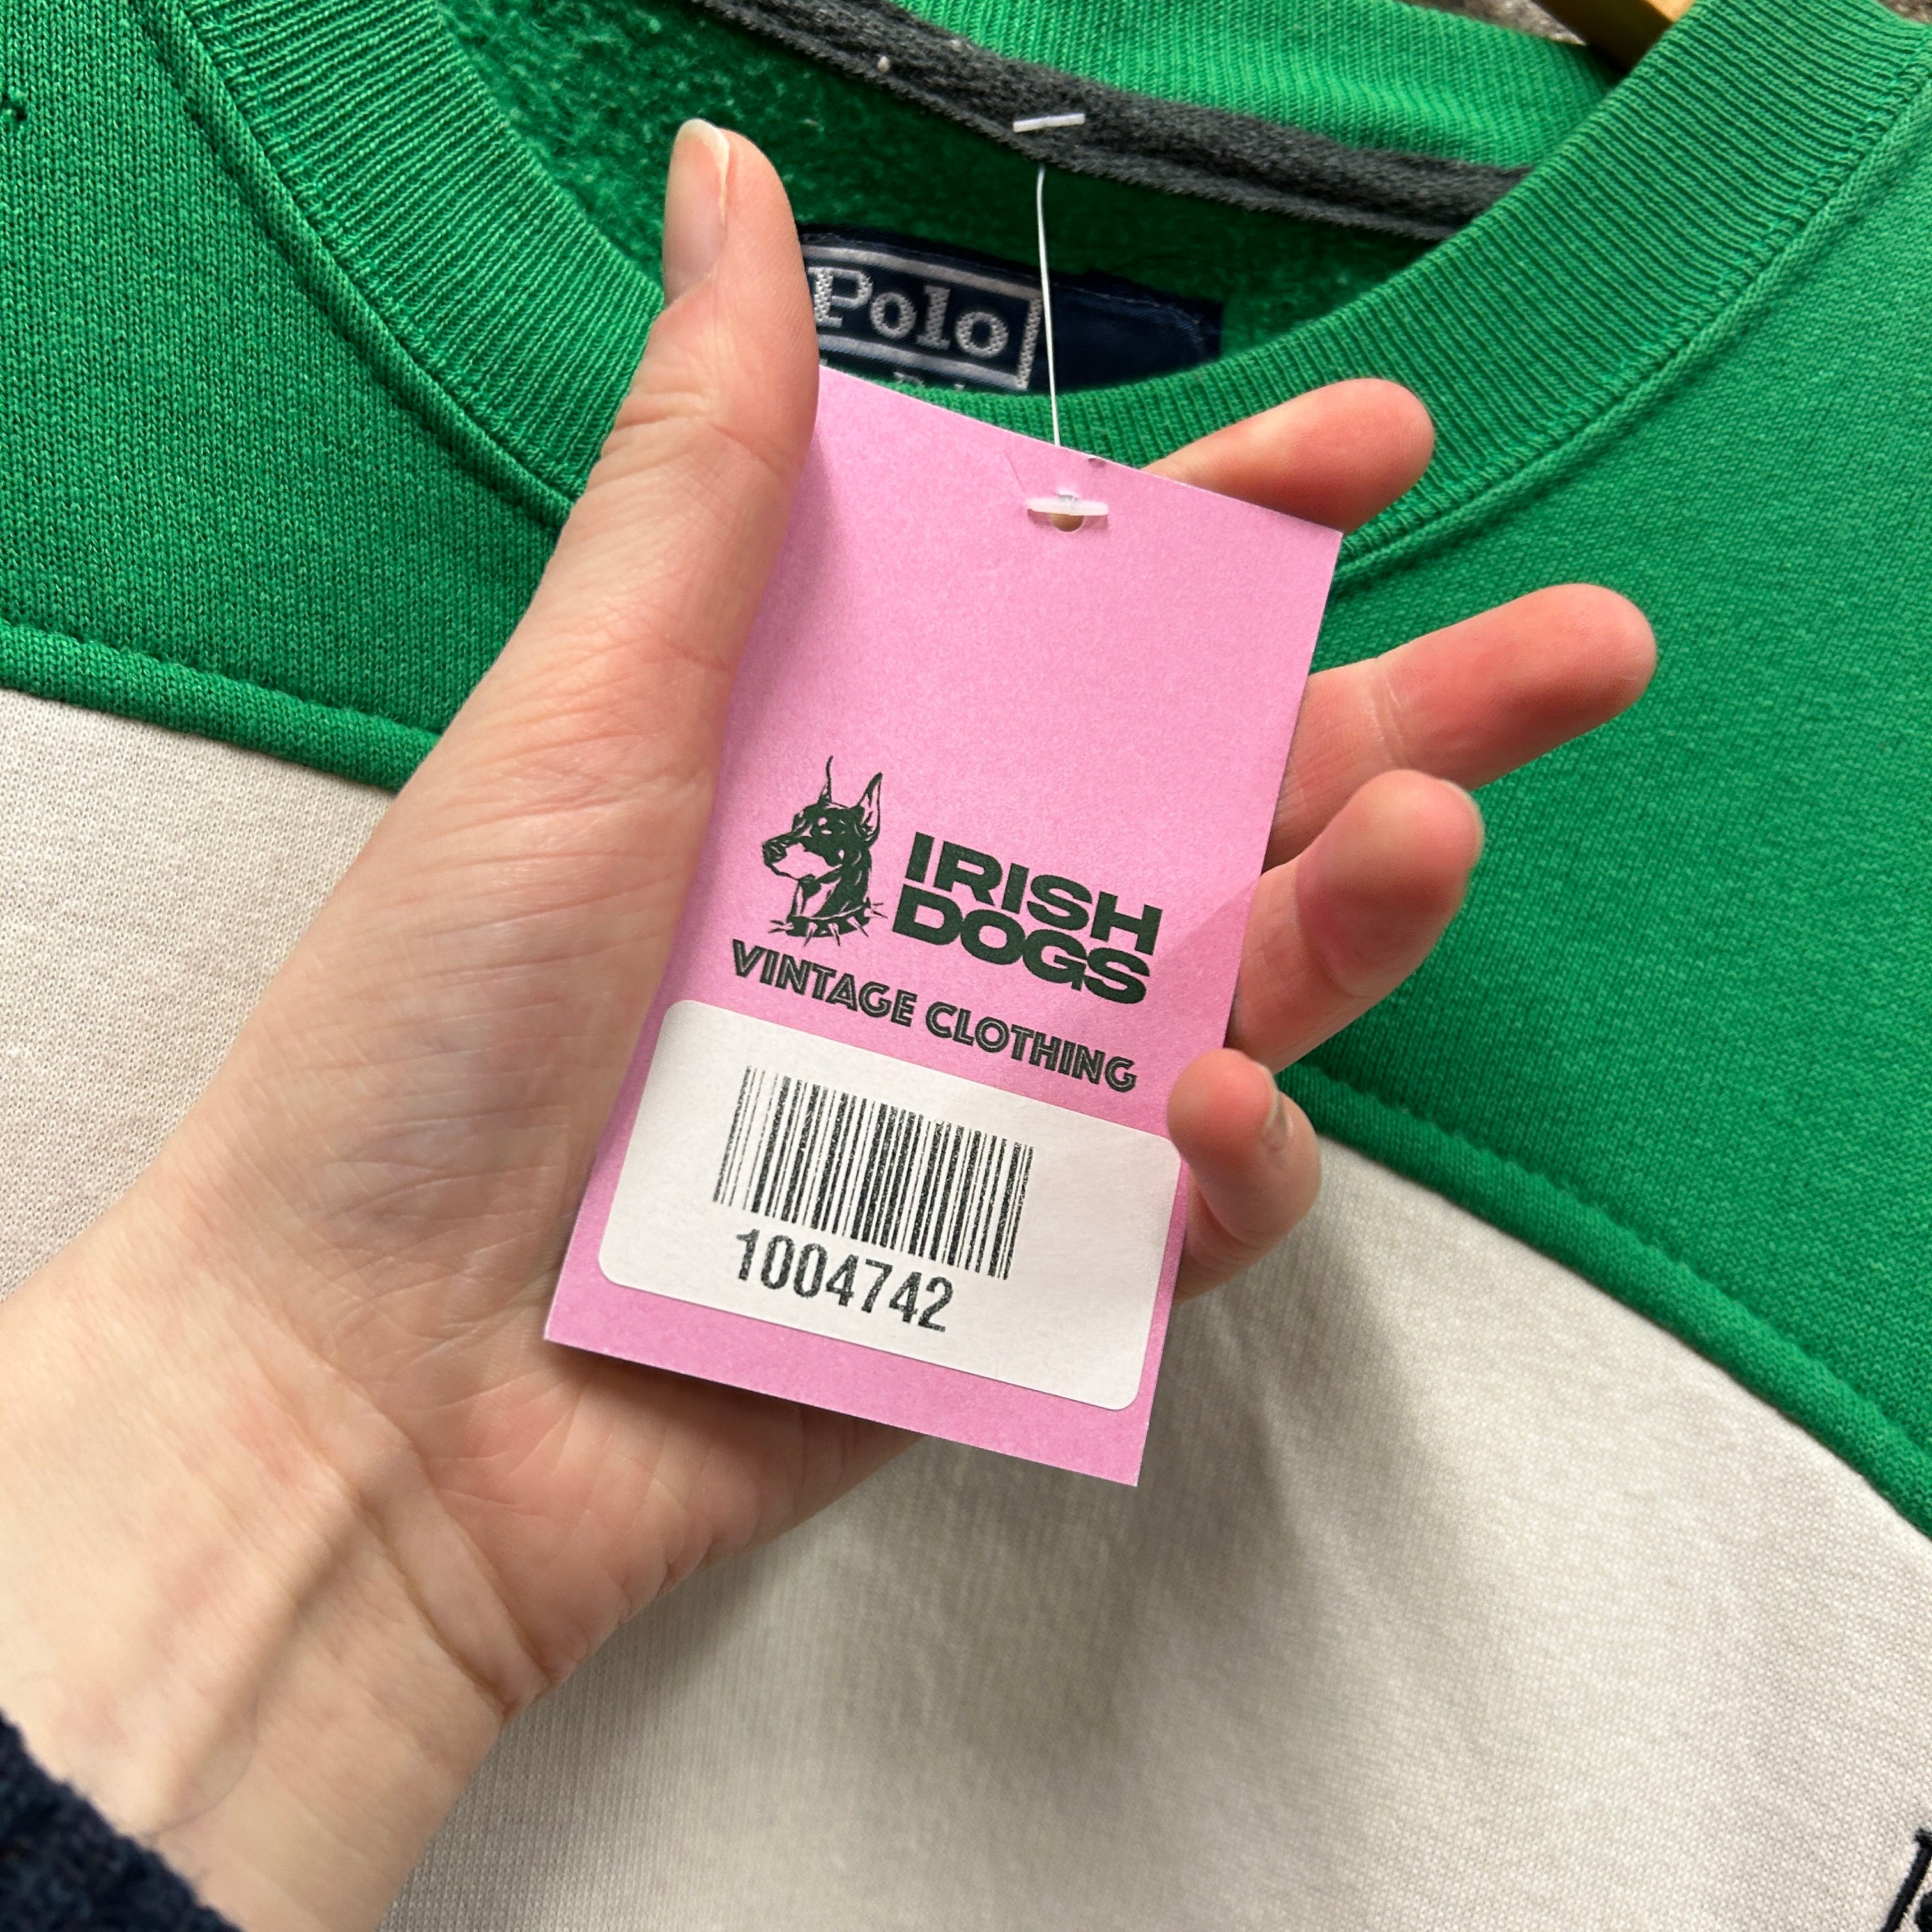 Polo
IRISH
DOGS
VINTAGE CLOTHING
1004742